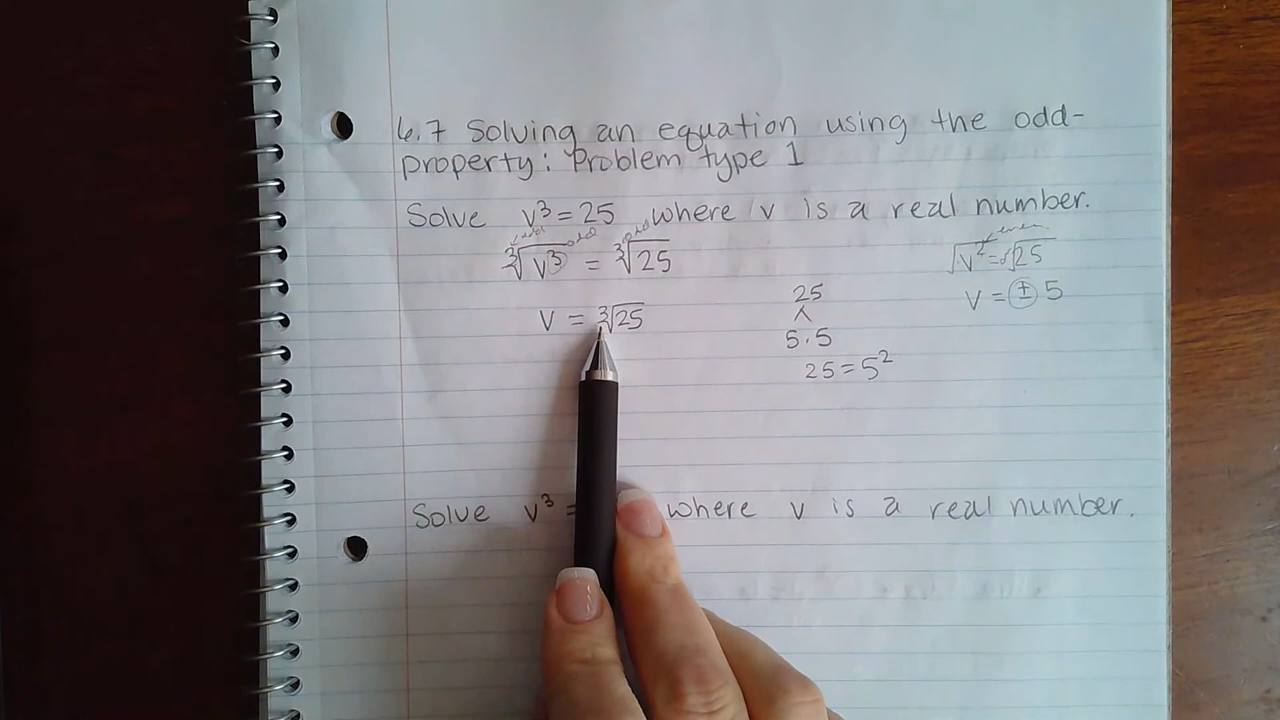 6.7 Solving an equation using the odd-
property: Problem type 1
Solve v³ = 25 where v is a real number.
∛v³ = ∛25
v = ∛25
25
5.5
25 = 5²
even
√v² = √25
v = ± 5
Solve v³ = where v is a real number.